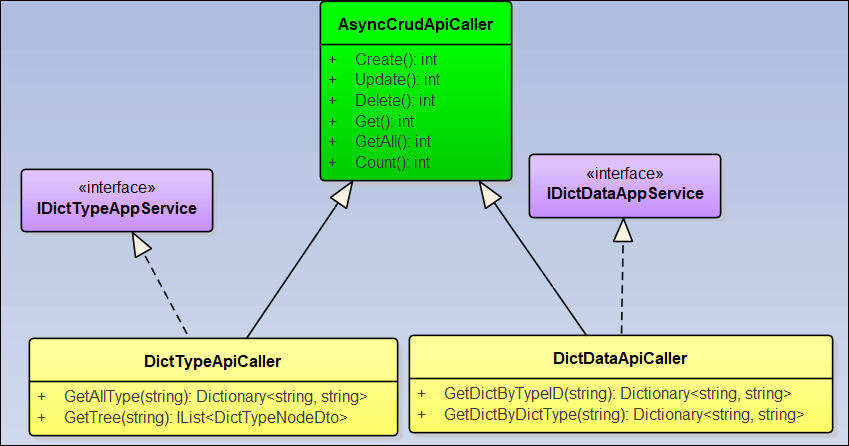 AsyncCrudApiCaller
+ Create(): int
+ Update(): int
+ Delete(): int
+ Get(): int
+ GetAll(): int
+ Count(): int
«interface»
IDictTypeAppService
«interface»
IDictDataAppService
DictTypeApiCaller
+ GetAllType(string): Dictionary<string, string>
+ GetTree(string): IList<DictTypeNodeDto>
DictDataApiCaller
+ GetDictByTypeID(string): Dictionary<string, string>
+ GetDictByDictType(string): Dictionary<string, string>